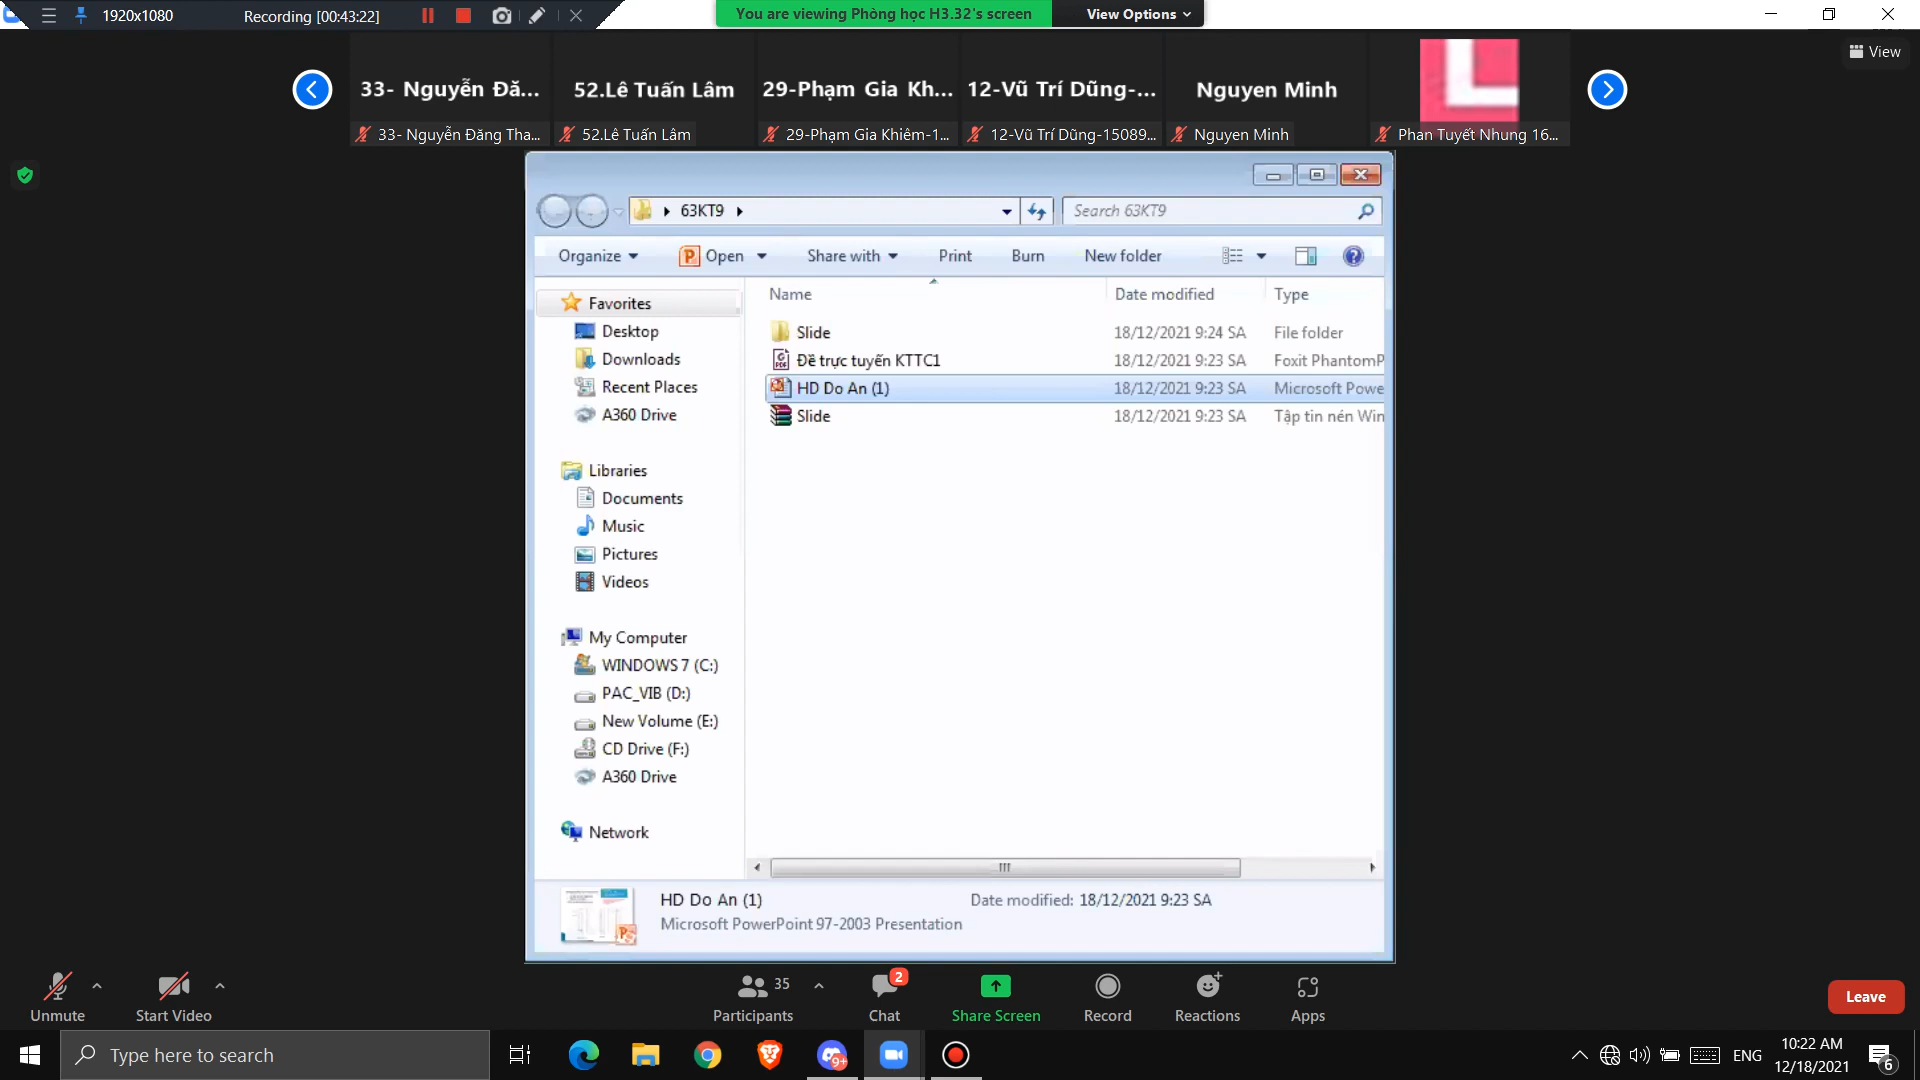 1920x1080
Recording [00:43:22]
You are viewing Phòng học H3.32's screen
View Options
View
33- Nguyễn Đă...
52.Lê Tuấn Lâm
29-Phạm Gia Kh...
12-Vũ Trí Dũng-...
Nguyen Minh
33- Nguyễn Đăng Tha...
52.Lê Tuấn Lâm
29-Phạm Gia Khiêm-1...
12-Vũ Trí Dũng-15089...
Nguyen Minh
Phan Tuyết Nhung 16...
63KT9
Search 63KT9
Organize
Open
Share with
Print
Burn
New folder
Name
Date modified
Type
Favorites
Desktop
Downloads
Recent Places
A360 Drive
Libraries
Documents
Music
Pictures
Videos
My Computer
WINDOWS 7 (C:)
PAC_VIB (D:)
New Volume (E:)
CD Drive (F:)
A360 Drive
Network
Slide 18/12/2021 9:24 SA File folder
Đề trực tuyến KTTC1 18/12/2021 9:23 SA Foxit PhantomP
HD Do An (1) 18/12/2021 9:23 SA Microsoft Powe
Slide 18/12/2021 9:23 SA Tập tin nén Win
HD Do An (1) Date modified: 18/12/2021 9:23 SA
Microsoft PowerPoint 97-2003 Presentation
Unmute
Start Video
35
Participants
2
Chat
Share Screen
Record
Reactions
Apps
Leave
Type here to search
9+
ENG
10:22 AM
12/18/2021
6